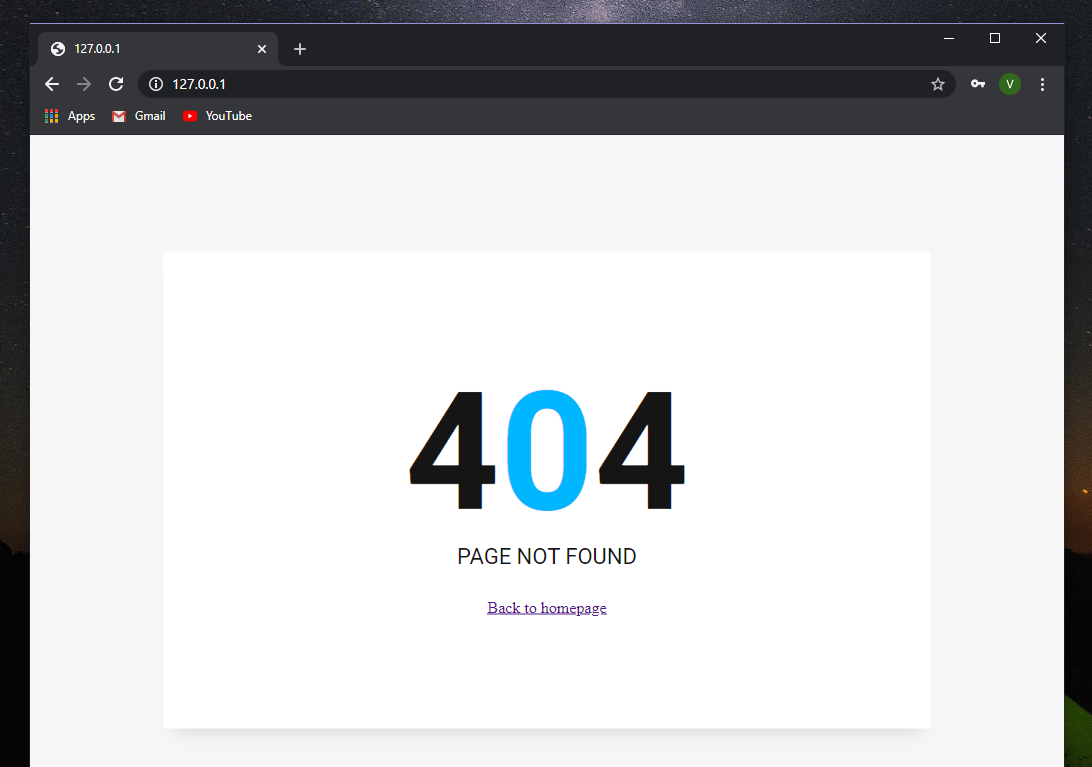 127.0.0.1
127.0.0.1
V
Apps Gmail YouTube
404
PAGE NOT FOUND
Back to homepage